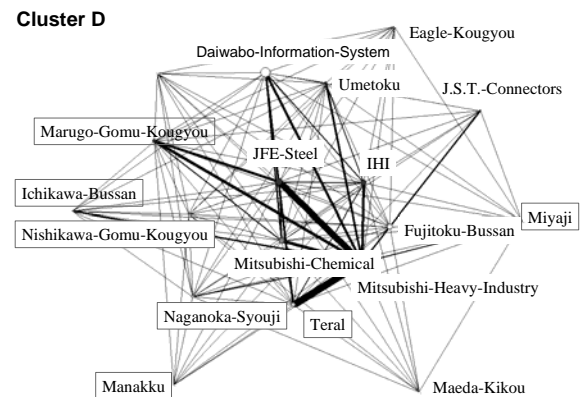 Cluster D
Eagle-Kougyou
Daiwabo-Information-System
Umetoku
J.S.T.-Connectors
Marugo-Gomu-Kougyou
JFE-Steel
IHI
Ichikawa-Bussan
Miyaji
Nishikawa-Gomu-Kougyou
Fujitoku-Bussan
Mitsubishi-Chemical
Mitsubishi-Heavy-Industry
Naganoka-Syouji
Teral
Manakku
Maeda-Kikou